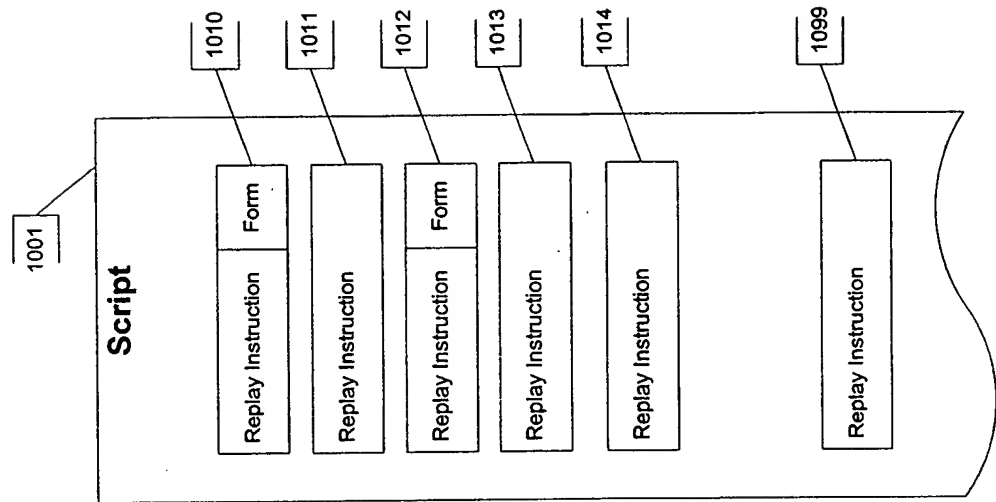 1001
Script
Replay Instruction Form 1010
Replay Instruction 1011
Replay Instruction Form 1012
Replay Instruction 1013
Replay Instruction 1014
Replay Instruction 1099